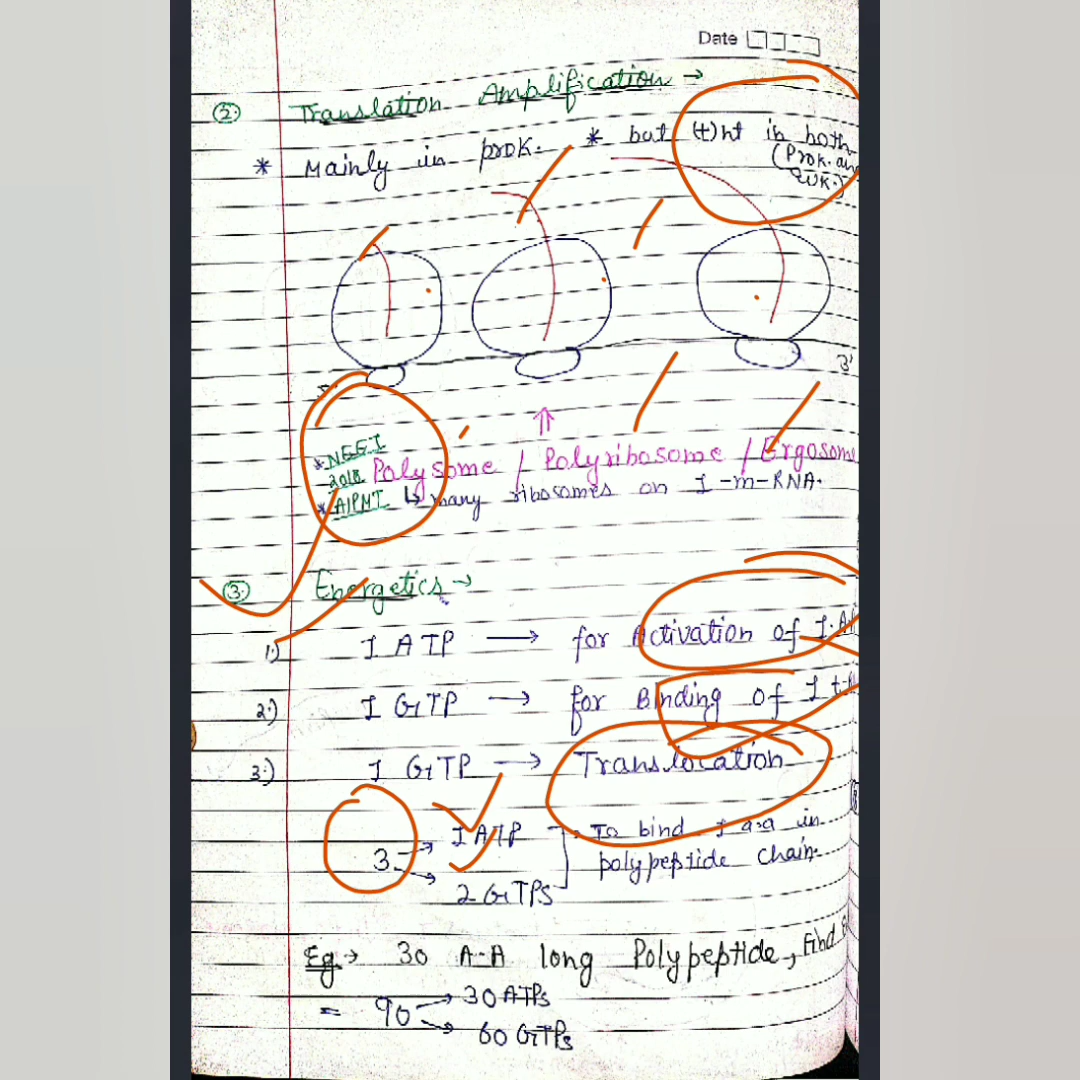 Date
② Translation Amplification →
* Mainly in prok. * but (+)nt in both
(Prok. an
Euk.)
5'
3'
⇑
*NEET
2018
*AIPMT
Polysome / Polyribosome / Ergosome
↳ many ribosomes on 1-m-RNA.
③ Energetics →
1.) 1 ATP → for Activation of 1.A
2.) 1 GTP → for Binding of 1 t-
3.) 1 GTP → Translocation
3 → 1 ATP
→ 2 GTPs
→ To bind 1 a.a in
polypeptide chain.
Eg → 30 A-A long Polypeptide, Find
= 90 → 30 ATPs
→ 60 GTPs